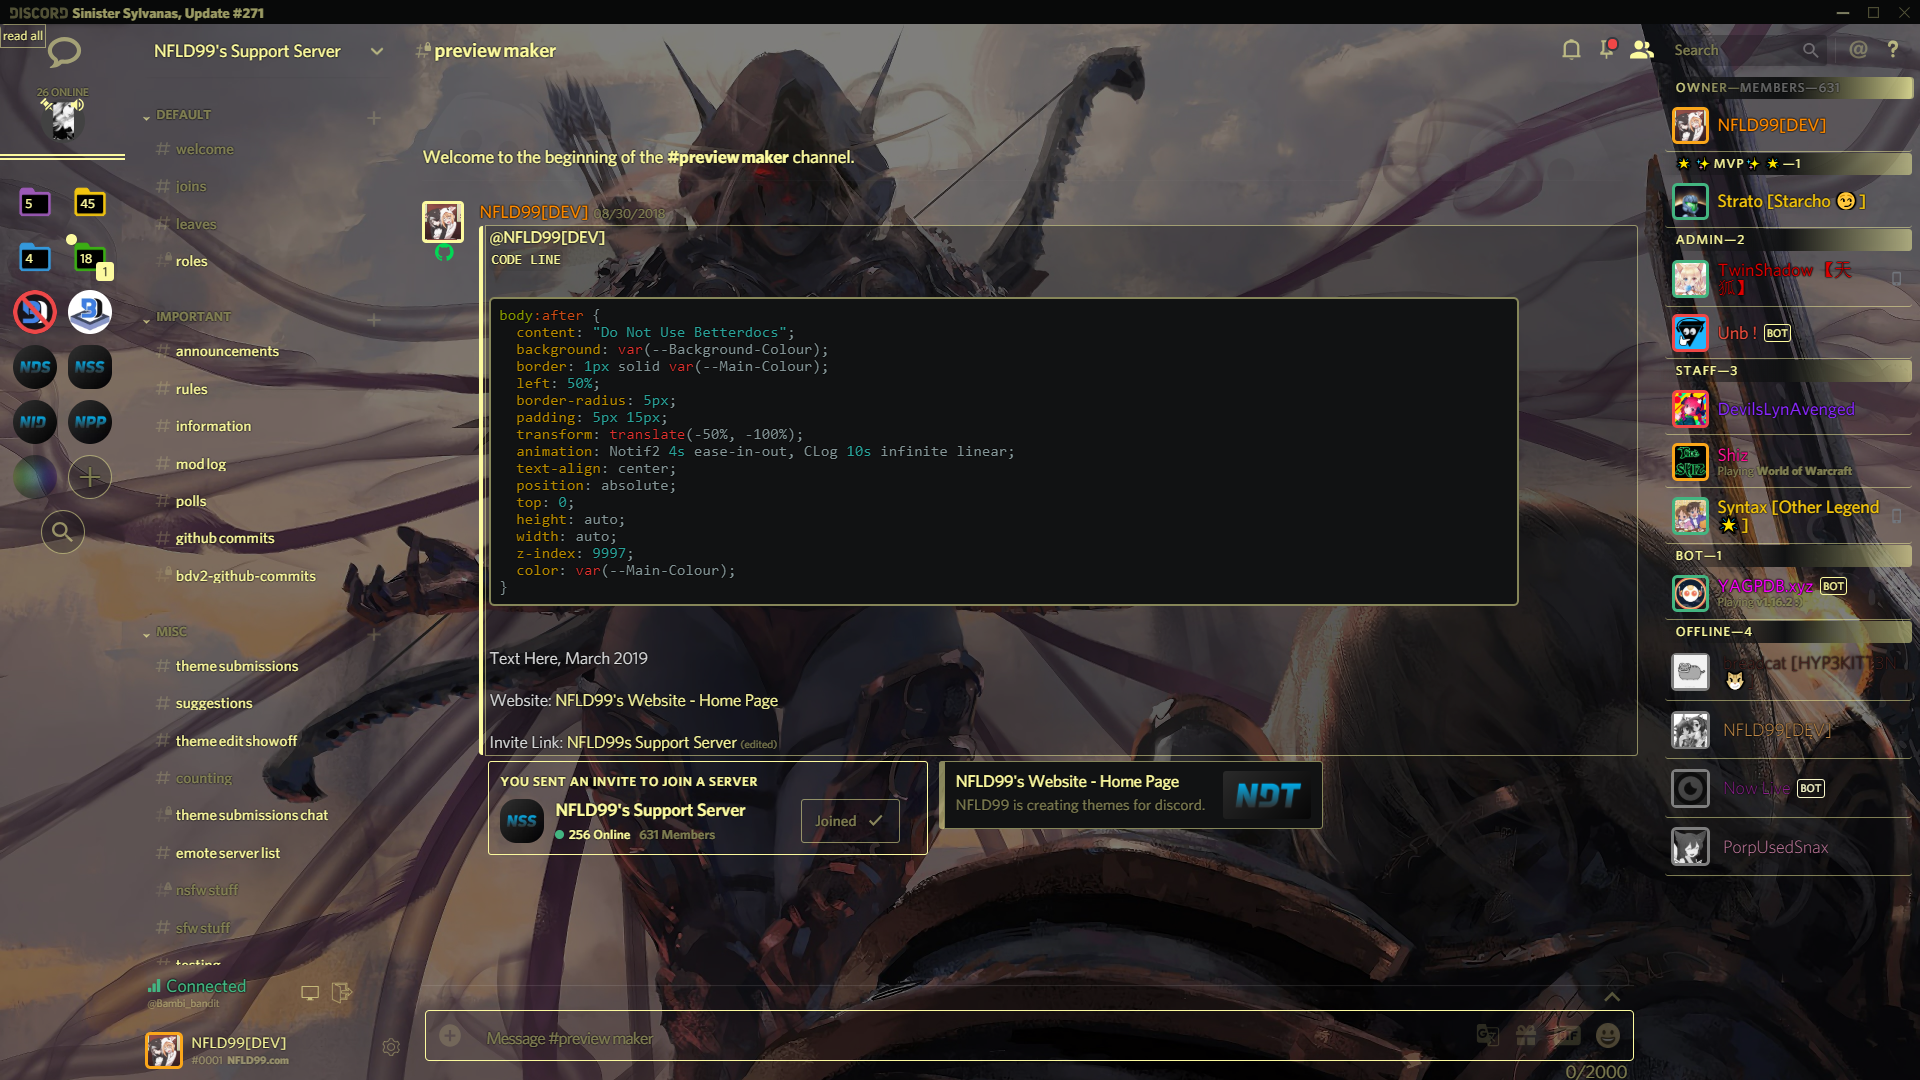 DISCORD Sinister Sylvanas, Update #271
read all
26 ONLINE
5
45
4
18
1
NDS
NSS
NID
NPP
NFLD99's Support Server
DEFAULT
welcome
joins
leaves
roles
IMPORTANT
announcements
rules
information
mod log
polls
github commits
bdv2-github-commits
MISC
theme submissions
suggestions
theme edit showoff
counting
theme submissions chat
emote server list
nsfw stuff
sfw stuff
testing
Connected
@Bambi_bandit
NFLD99[DEV]
#0001 NFLD99.com
# preview maker
Welcome to the beginning of the #preview maker channel.
NFLD99[DEV] 08/30/2018
@NFLD99[DEV]
CODE LINE
body:after {
content: "Do Not Use Betterdocs";
background: var(--Background-Colour);
border: 1px solid var(--Main-Colour);
left: 50%;
border-radius: 5px;
padding: 5px 15px;
transform: translate(-50%, -100%);
animation: Notif2 4s ease-in-out, CLog 10s infinite linear;
text-align: center;
position: absolute;
top: 0;
height: auto;
width: auto;
z-index: 9997;
color: var(--Main-Colour);
}
Text Here, March 2019
Website: NFLD99's Website - Home Page
Invite Link: NFLD99s Support Server (edited)
YOU SENT AN INVITE TO JOIN A SERVER
NSS
NFLD99's Support Server
256 Online 631 Members
Joined
NFLD99's Website - Home Page
NFLD99 is creating themes for discord.
NDT
Message #preview maker
GIF
0/2000
Search
@ ?
OWNER—MEMBERS—631
NFLD99[DEV]
MVP —1
Strato [Starcho 😏]
ADMIN—2
TwinShadow 【天
狐】
Unb ! BOT
STAFF—3
DevilsLynAvenged
The SHIZ
Shiz
Playing World of Warcraft
Syntax [Other Legend
🌟]
BOT—1
YAGPDB.xyz BOT
Playing v1.16.2 :)
OFFLINE—4
NFLD99[DEV]
Now Live BOT
PorpUsedSnax